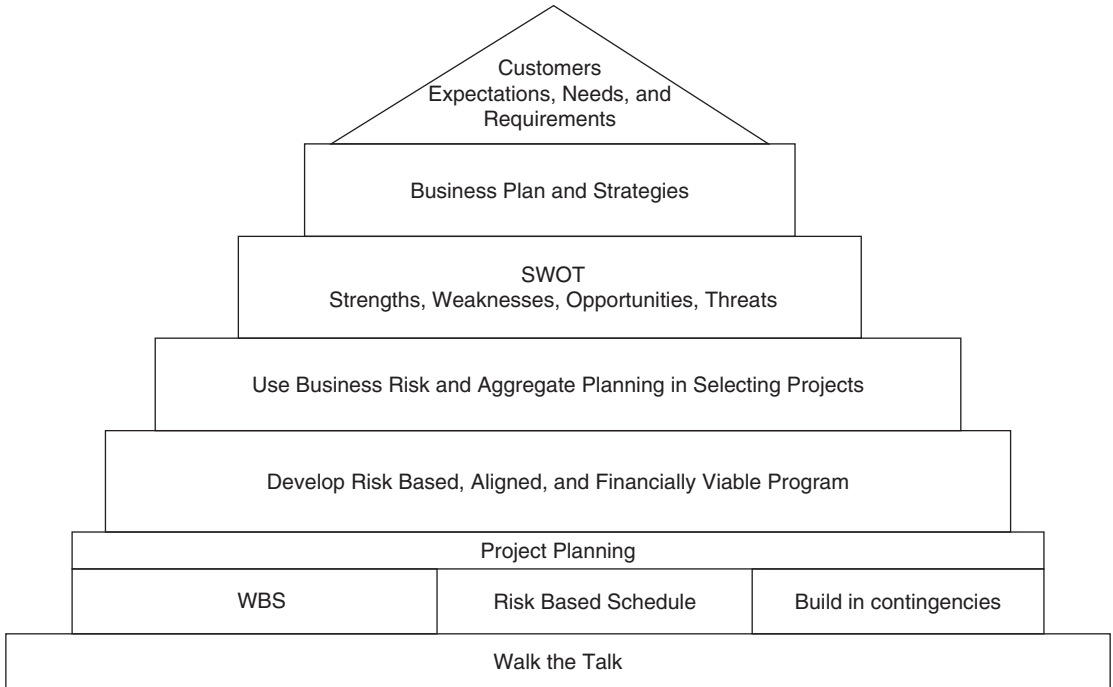 Customers
Expectations, Needs, and
Requirements
Business Plan and Strategies
SWOT
Strengths, Weaknesses, Opportunities, Threats
Use Business Risk and Aggregate Planning in Selecting Projects
Develop Risk Based, Aligned, and Financially Viable Program
Project Planning
WBS
Risk Based Schedule
Build in contingencies
Walk the Talk